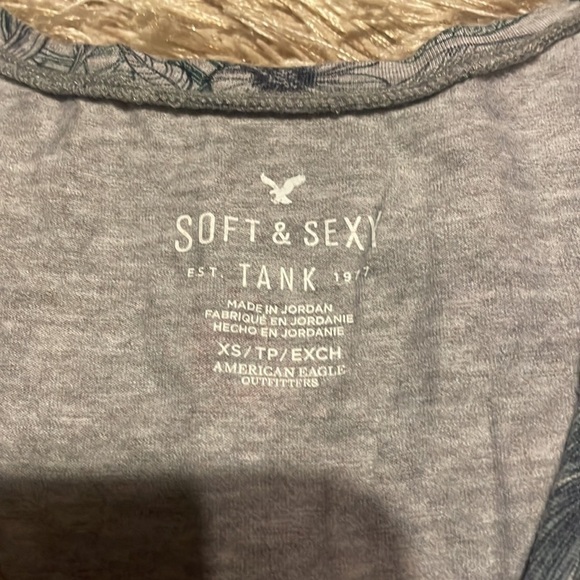 SOFT & SEXY
EST. TANK 1977
MADE IN JORDAN
FABRIQUÉ EN JORDANIE
HECHO EN JORDANIE
XS/TP/EXCH
AMERICAN EAGLE
OUTFITTERS